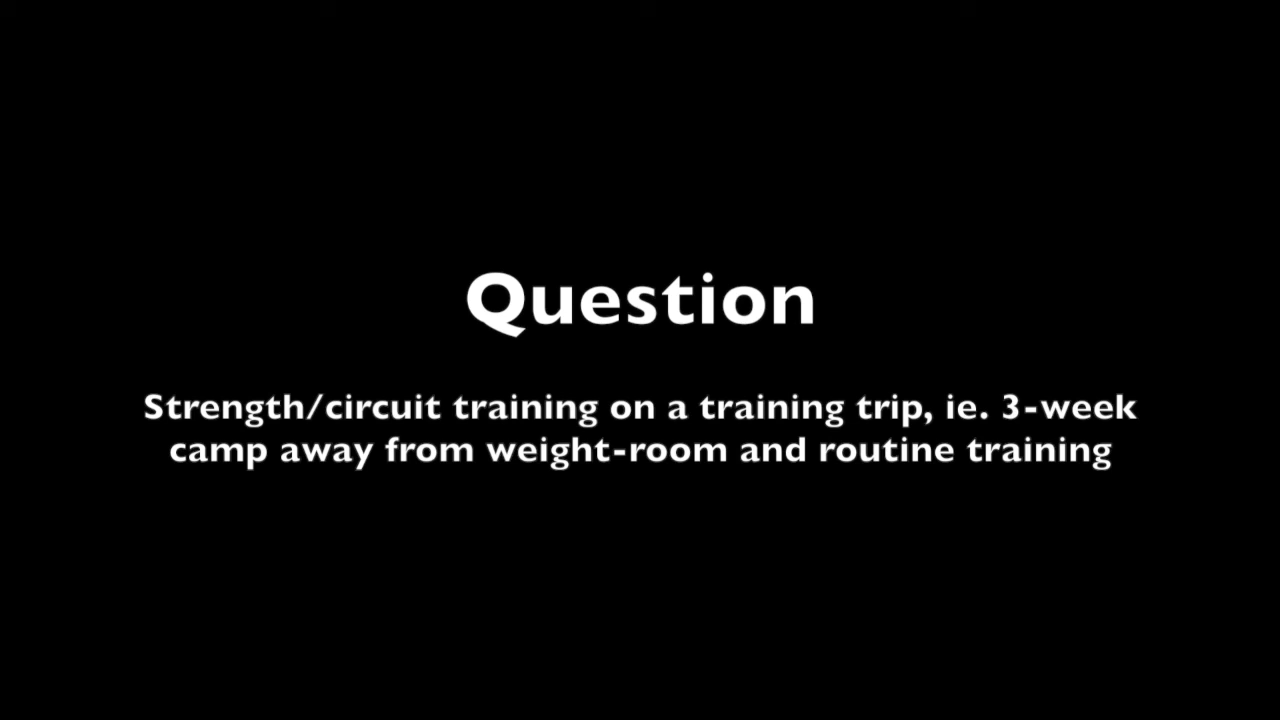 Question
Strength/circuit training on a training trip, ie. 3-week
camp away from weight-room and routine training